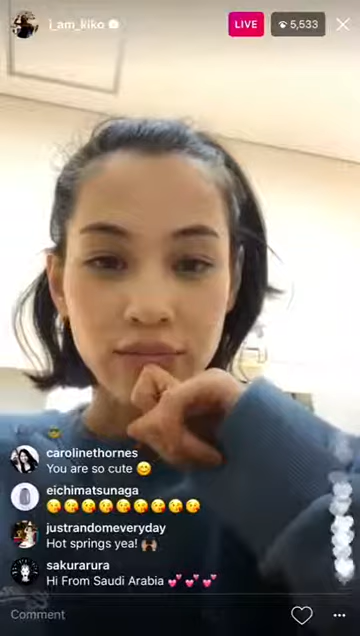 i_am_kiko
LIVE
5,533
carolinethornes
You are so cute 😊
eichimatsunaga
😘😘😘😘😘😘😘😘😘
justrandomeveryday
Hot springs yea! 🙌🏽
sakurarura
Hi From Saudi Arabia 💕 💕 💕
Comment